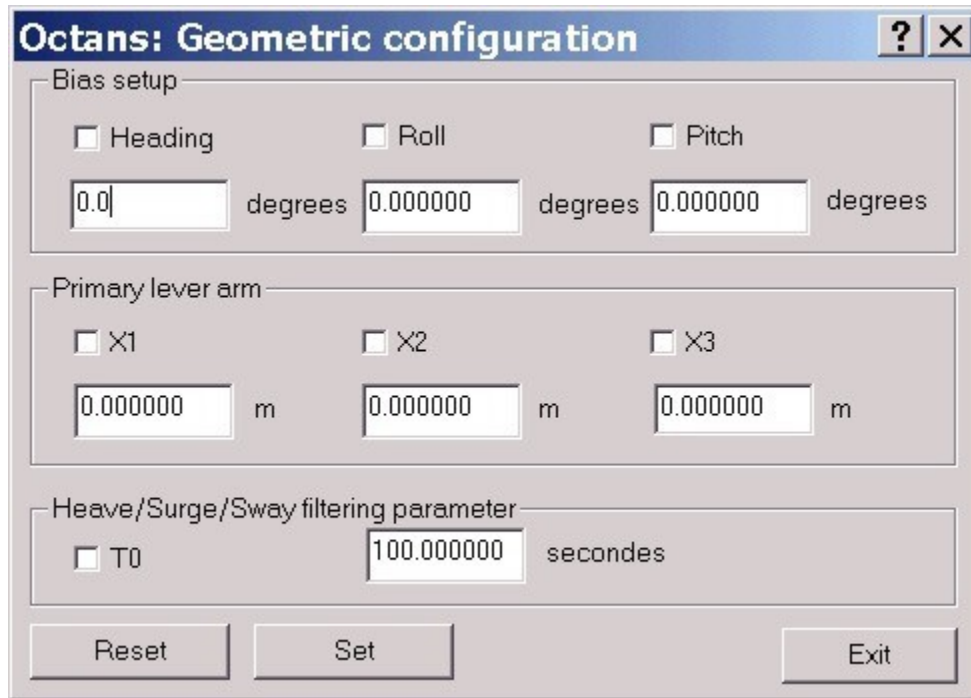 Octans: Geometric configuration ? X
Bias setup
Heading Roll Pitch
0.0 degrees 0.000000 degrees 0.000000 degrees
Primary lever arm
X1 X2 X3
0.000000 m 0.000000 m 0.000000 m
Heave/Surge/Sway filtering parameter
T0 100.000000 secondes
Reset Set Exit